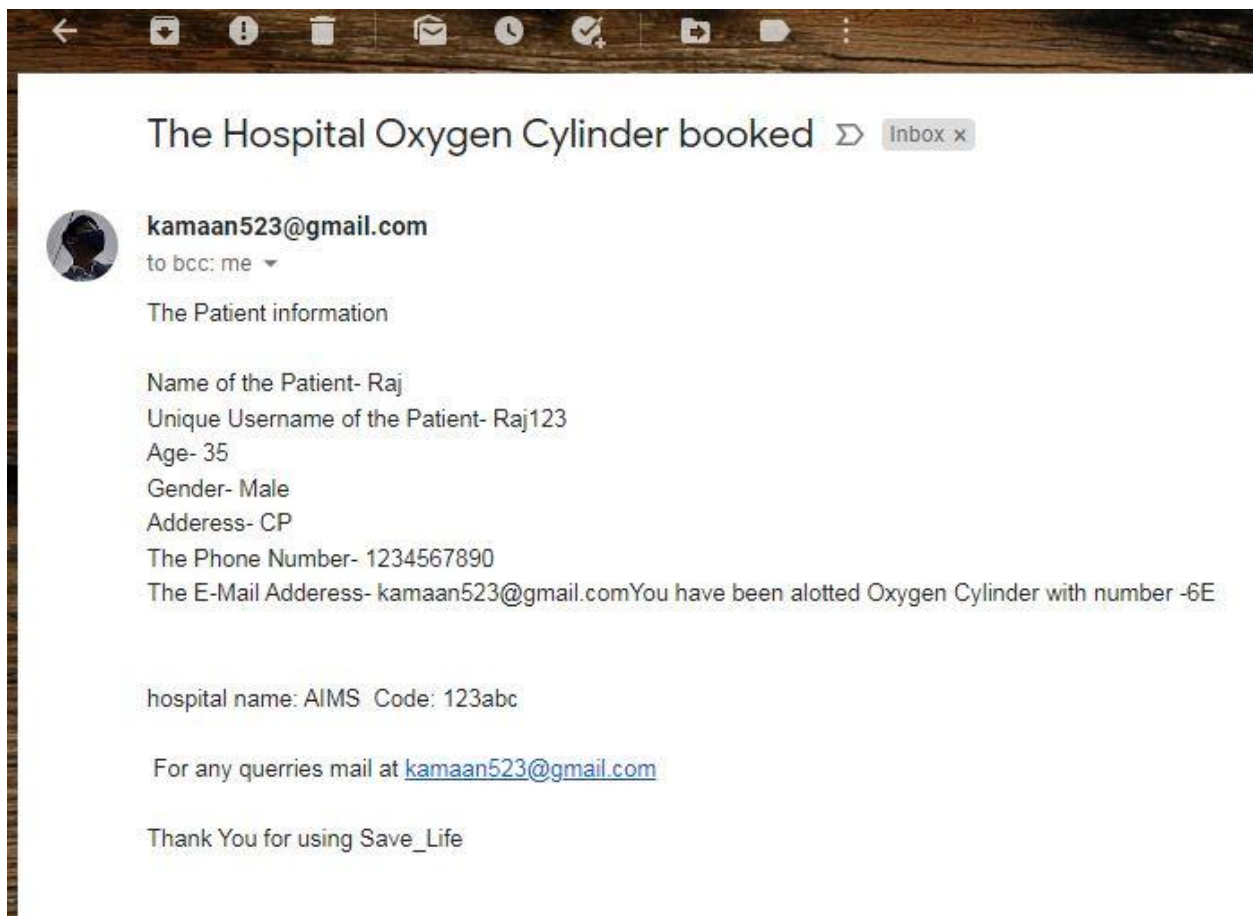 The Hospital Oxygen Cylinder booked Inbox x
kamaan523@gmail.com
to bcc: me
The Patient information
Name of the Patient- Raj
Unique Username of the Patient- Raj123
Age- 35
Gender- Male
Adderess- CP
The Phone Number- 1234567890
The E-Mail Adderess- kamaan523@gmail.comYou have been alotted Oxygen Cylinder with number -6E
hospital name: AIMS  Code: 123abc
For any querries mail at kamaan523@gmail.com
Thank You for using Save_Life